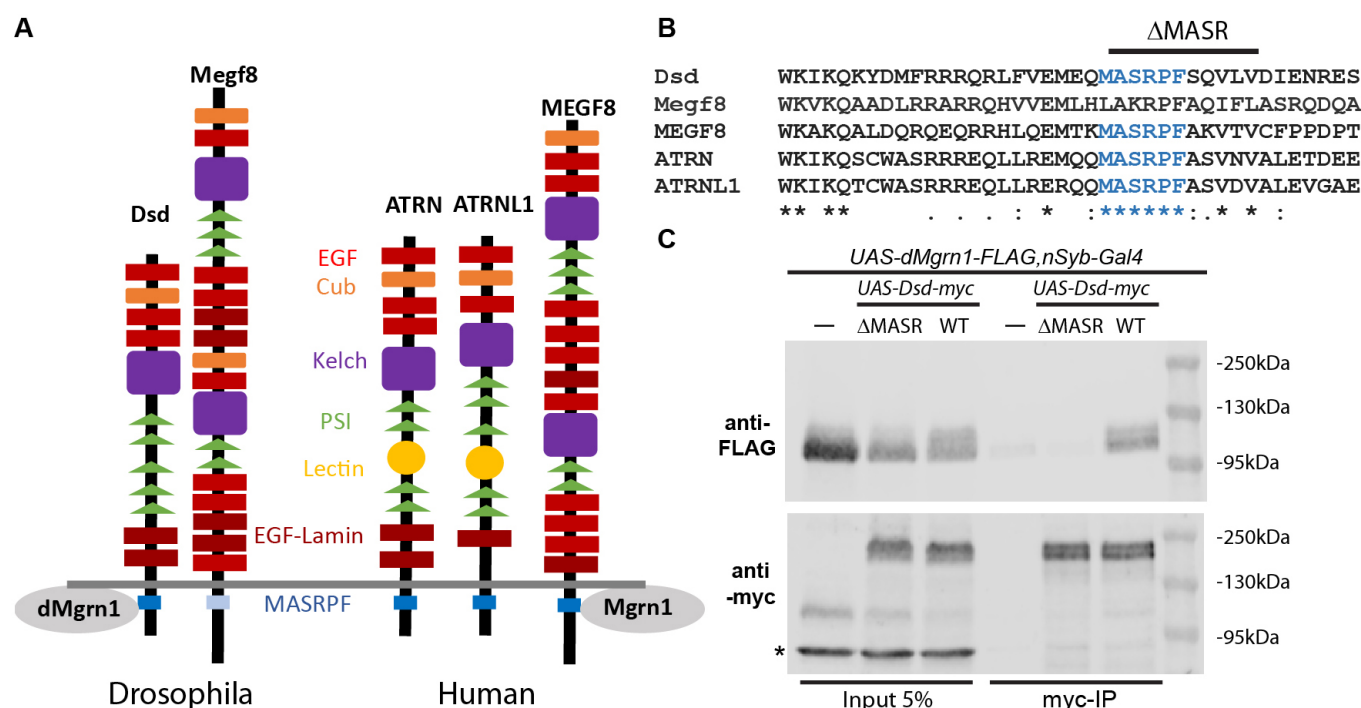 A
Megf8
MEGF8
Dsd
ATRN
ATRNL1
EGF
Cub
Kelch
PSI
Lectin
EGF-Lamin
MASRPF
dMgrn1
Mgrn1
Drosophila
Human
B
ΔMASR
Dsd WKIKQKYDMFRRRQRLFVEMEQMASRPFSQVLVDIENRES
Megf8 WKVKQAADLRRARRQHVVEMLHLAKRPFAQIFLASRQDQA
MEGF8 WKAKQALDQRQEQRRHLQEMTKMASRPFAKVTVCFPPDPT
ATRN WKIKQSCWASRRREQLLREMQQMASRPFASVNVALETDEE
ATRNL1 WKIKQTCWASRRREQLLRERQQMASRPFASVDVALEVGAE
** ** . . . : * :******:.* * :
C
UAS-dMgrn1-FLAG,nSyb-Gal4
UAS-Dsd-myc UAS-Dsd-myc
— ΔMASR WT — ΔMASR WT
anti-
FLAG
-250kDa
-130kDa
-95kDa
anti
-myc
-250kDa
-130kDa
-95kDa
*
Input 5% myc-IP